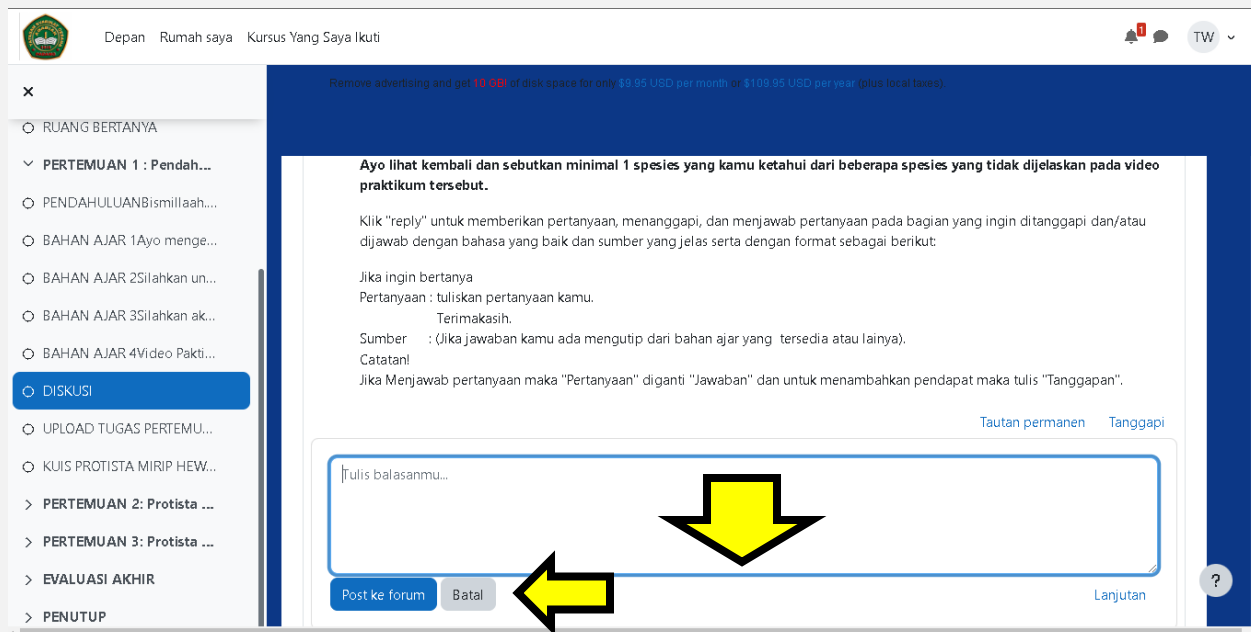 Depan Rumah saya Kursus Yang Saya Ikuti
1
TW
Remove advertising and get 10 GB! of disk space for only $9.95 USD per month or $109.95 USD per year (plus local taxes).
RUANG BERTANYA
PERTEMUAN 1 : Pendah...
PENDAHULUANBismillaah....
BAHAN AJAR 1Ayo menge...
BAHAN AJAR 2Silahkan un...
BAHAN AJAR 3Silahkan ak...
BAHAN AJAR 4Video Pakti...
DISKUSI
UPLOAD TUGAS PERTEMU...
KUIS PROTISTA MIRIP HEW...
PERTEMUAN 2: Protista ...
PERTEMUAN 3: Protista ...
EVALUASI AKHIR
PENUTUP
Ayo lihat kembali dan sebutkan minimal 1 spesies yang kamu ketahui dari beberapa spesies yang tidak dijelaskan pada video
praktikum tersebut.
Klik "reply" untuk memberikan pertanyaan, menanggapi, dan menjawab pertanyaan pada bagian yang ingin ditanggapi dan/atau
dijawab dengan bahasa yang baik dan sumber yang jelas serta dengan format sebagai berikut:
Jika ingin bertanya
Pertanyaan : tuliskan pertanyaan kamu.
Terimakasih.
Sumber : (Jika jawaban kamu ada mengutip dari bahan ajar yang tersedia atau lainya).
Catatan!
Jika Menjawab pertanyaan maka "Pertanyaan" diganti "Jawaban" dan untuk menambahkan pendapat maka tulis "Tanggapan".
Tautan permanen Tanggapi
Tulis balasanmu...
Post ke forum Batal Lanjutan
?